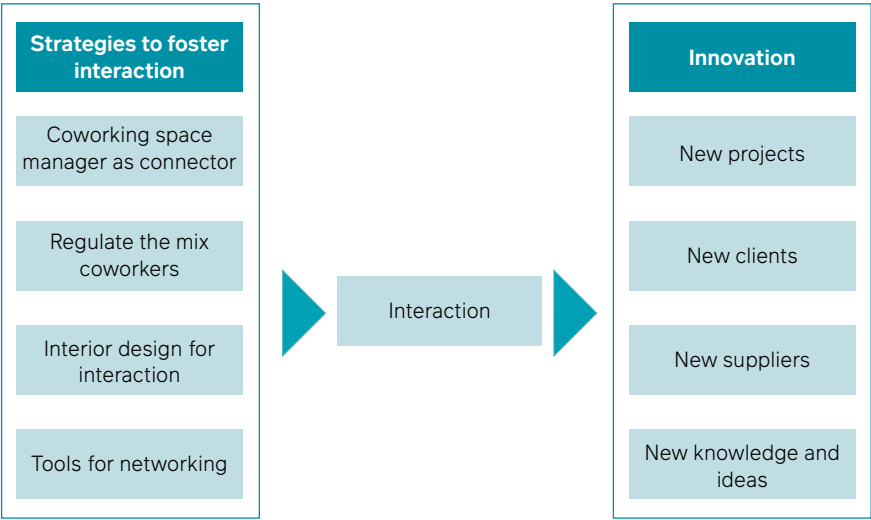 Strategies to foster
interaction
Coworking space
manager as connector
Regulate the mix
coworkers
Interior design for
interaction
Tools for networking
Interaction
Innovation
New projects
New clients
New suppliers
New knowledge and
ideas